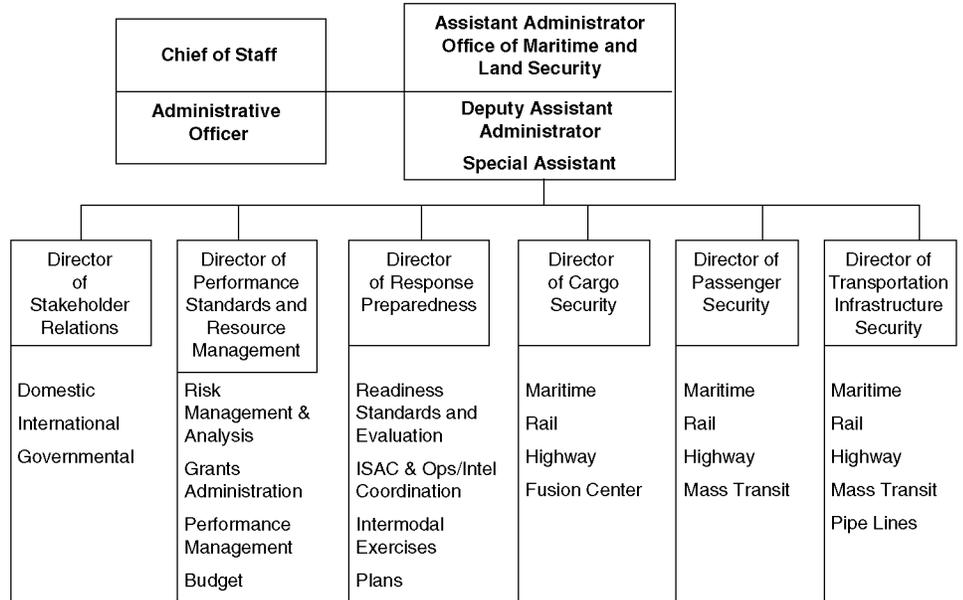 Chief of Staff
Administrative
Officer
Assistant Administrator
Office of Maritime and
Land Security
Deputy Assistant
Administrator
Special Assistant
Director
of
Stakeholder
Relations
Domestic
International
Governmental
Director of
Performance
Standards and
Resource
Management
Risk
Management &
Analysis
Grants
Administration
Performance
Management
Budget
Director
of Response
Preparedness
Readiness
Standards and
Evaluation
ISAC & Ops/Intel
Coordination
Intermodal
Exercises
Plans
Director
of Cargo
Security
Maritime
Rail
Highway
Fusion Center
Director of
Passenger
Security
Maritime
Rail
Highway
Mass Transit
Director of
Transportation
Infrastructure
Security
Maritime
Rail
Highway
Mass Transit
Pipe Lines